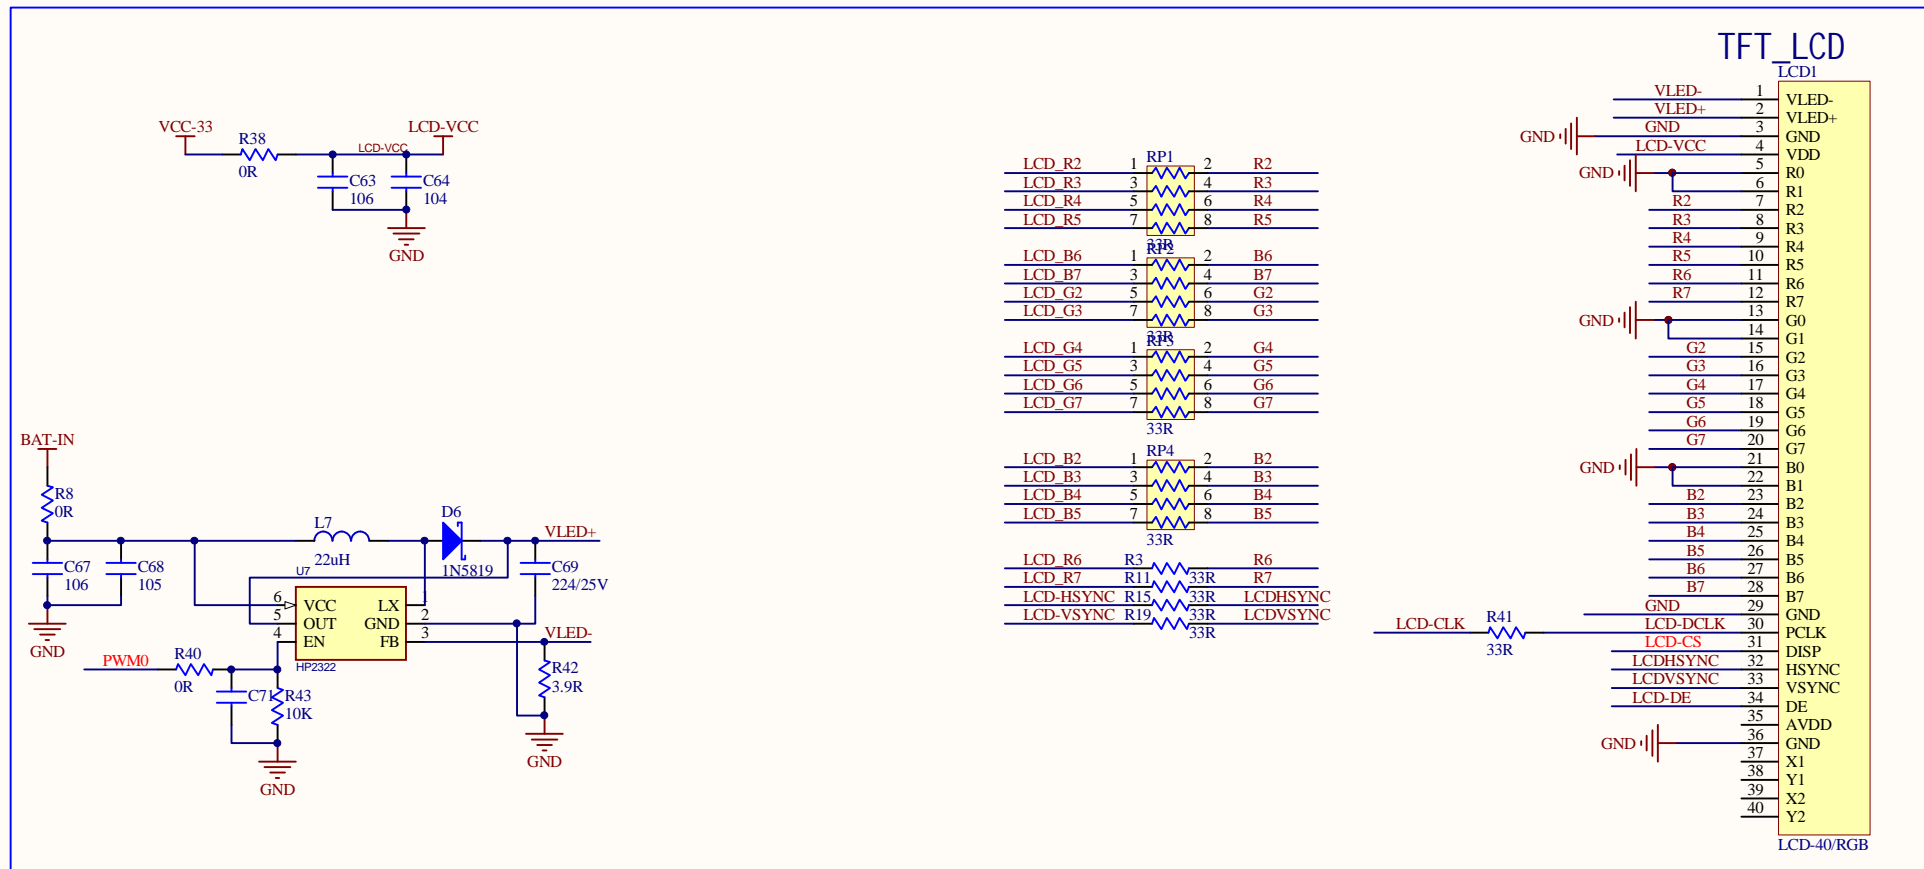 TFT_LCD
LCD1
VCC-33
R38
0R
LCD-VCC
LCD-VCC
C63
106
C64
104
GND
BAT-IN
R8
0R
C67
106
C68
105
GND
L7
22uH
D6
1N5819
VLED+
C69
224/25V
U7
6 VCC LX 1
5 OUT GND 2
4 EN FB 3
HP2322
VLED-
R42
3.9R
GND
PWM0
R40
0R
C71
R43
10K
GND
RP1
LCD_R2 1 2 R2
LCD_R3 3 4 R3
LCD_R4 5 6 R4
LCD_R5 7 8 R5
33R
RP2
LCD_B6 1 2 B6
LCD_B7 3 4 B7
LCD_G2 5 6 G2
LCD_G3 7 8 G3
33R
RP3
LCD_G4 1 2 G4
LCD_G5 3 4 G5
LCD_G6 5 6 G6
LCD_G7 7 8 G7
33R
RP4
LCD_B2 1 2 B2
LCD_B3 3 4 B3
LCD_B4 5 6 B4
LCD_B5 7 8 B5
33R
LCD_R6 R3 R6
LCD_R7 R11 33R R7
LCD-HSYNC R15 33R LCDHSYNC
LCD-VSYNC R19 33R LCDVSYNC
33R
LCD-CLK
R41
33R
VLED- 1 VLED-
VLED+ 2 VLED+
GND GND 3 GND
LCD-VCC 4 VDD
GND 5 R0
6 R1
R2 7 R2
R3 8 R3
R4 9 R4
R5 10 R5
R6 11 R6
R7 12 R7
GND 13 G0
14 G1
G2 15 G2
G3 16 G3
G4 17 G4
G5 18 G5
G6 19 G6
G7 20 G7
GND 21 B0
22 B1
B2 23 B2
B3 24 B3
B4 25 B4
B5 26 B5
B6 27 B6
B7 28 B7
GND 29 GND
LCD-DCLK 30 PCLK
LCD-CS 31 DISP
LCDHSYNC 32 HSYNC
LCDVSYNC 33 VSYNC
LCD-DE 34 DE
35 AVDD
GND 36 GND
37 X1
38 Y1
39 X2
40 Y2
LCD-40/RGB